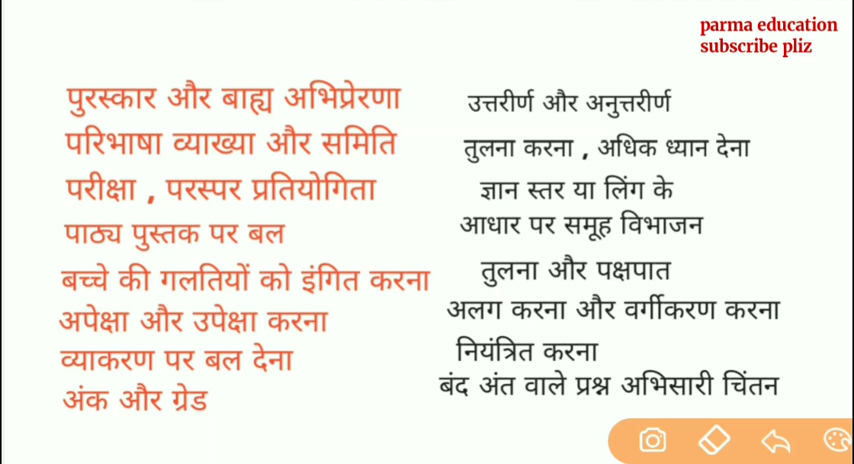 parma education
subscribe pliz
पुरस्कार और बाह्य अभिप्रेरणा
परिभाषा व्याख्या और समिति
परीक्षा , परस्पर प्रतियोगिता
पाठ्य पुस्तक पर बल
बच्चे की गलतियों को इंगित करना
अपेक्षा और उपेक्षा करना
व्याकरण पर बल देना
अंक और ग्रेड
उत्तरीर्ण और अनुत्तरीर्ण
तुलना करना , अधिक ध्यान देना
ज्ञान स्तर या लिंग के
आधार पर समूह विभाजन
तुलना और पक्षपात
अलग करना और वर्गीकरण करना
नियंत्रित करना
बंद अंत वाले प्रश्न अभिसारी चिंतन